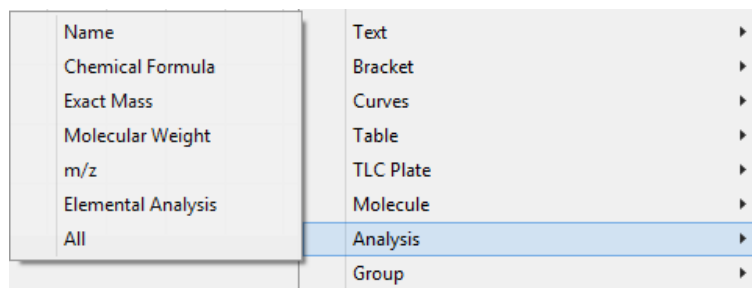 Name
Chemical Formula
Exact Mass
Molecular Weight
m/z
Elemental Analysis
All
Text
Bracket
Curves
Table
TLC Plate
Molecule
Analysis
Group